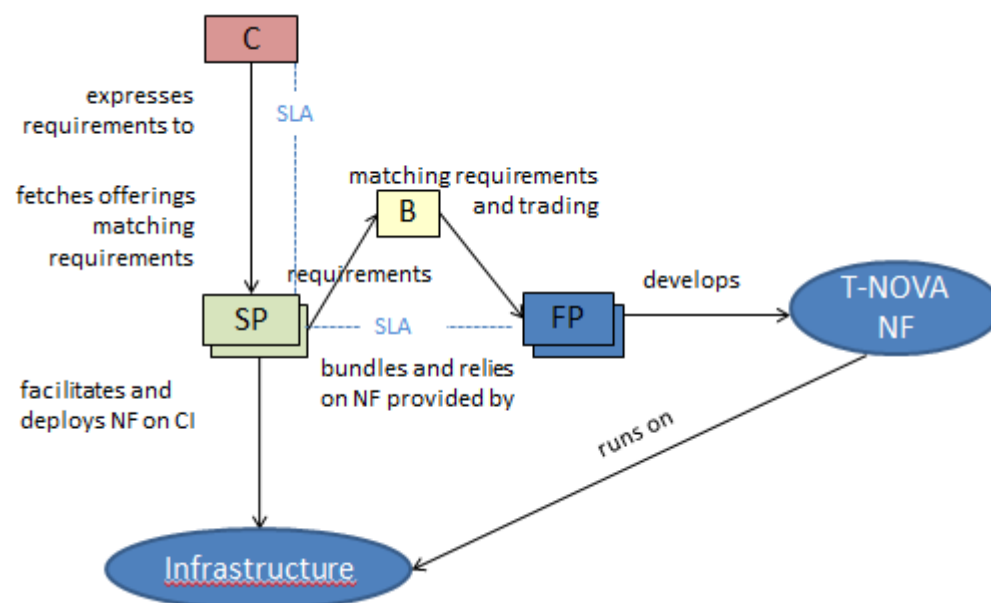 C
expresses
requirements to
SLA
fetches offerings
matching
requirements
matching requirements
and trading
B
requirements
develops
T-NOVA
NF
SP
SLA
FP
bundles and relies
on NF provided by
facilitates and
deploys NF on CI
runs on
Infrastructure